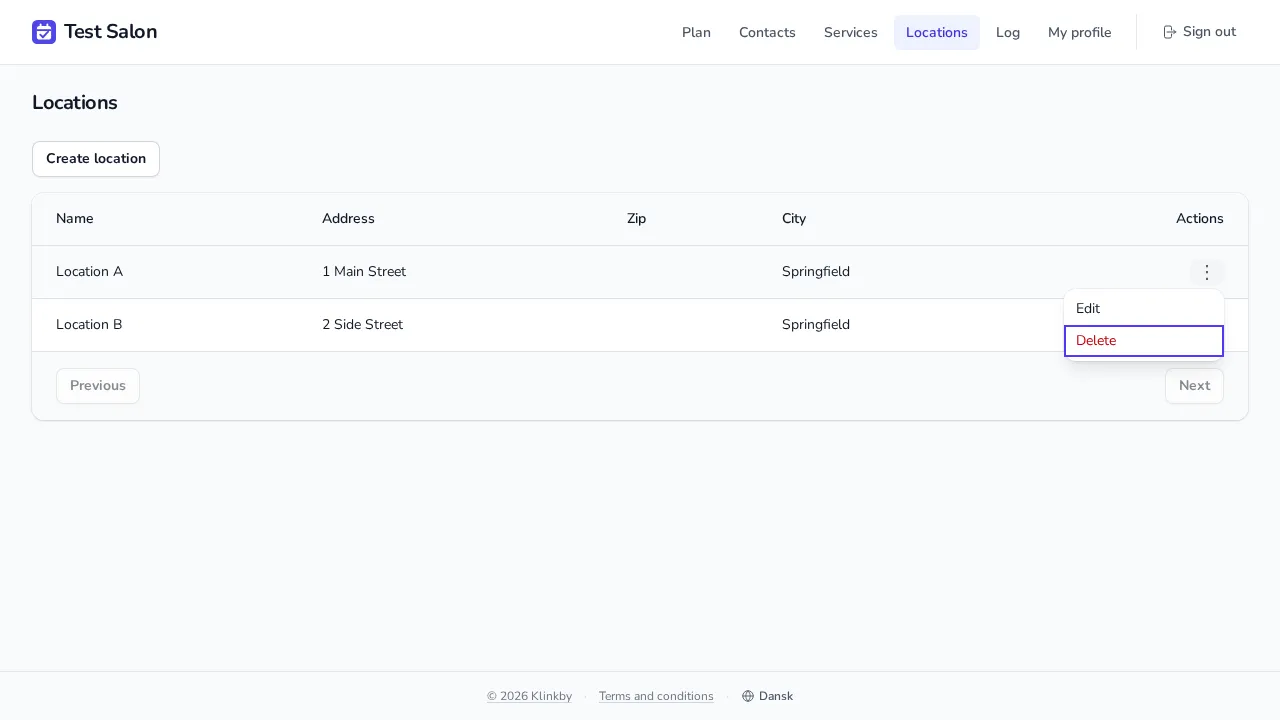 Test Salon
Plan Contacts Services Locations Log My profile Sign out
Locations
Create location
Name Address Zip City Actions
Location A 1 Main Street Springfield
Edit
Location B 2 Side Street Springfield
Delete
Previous Next
© 2026 Klinkby · Terms and conditions · Dansk